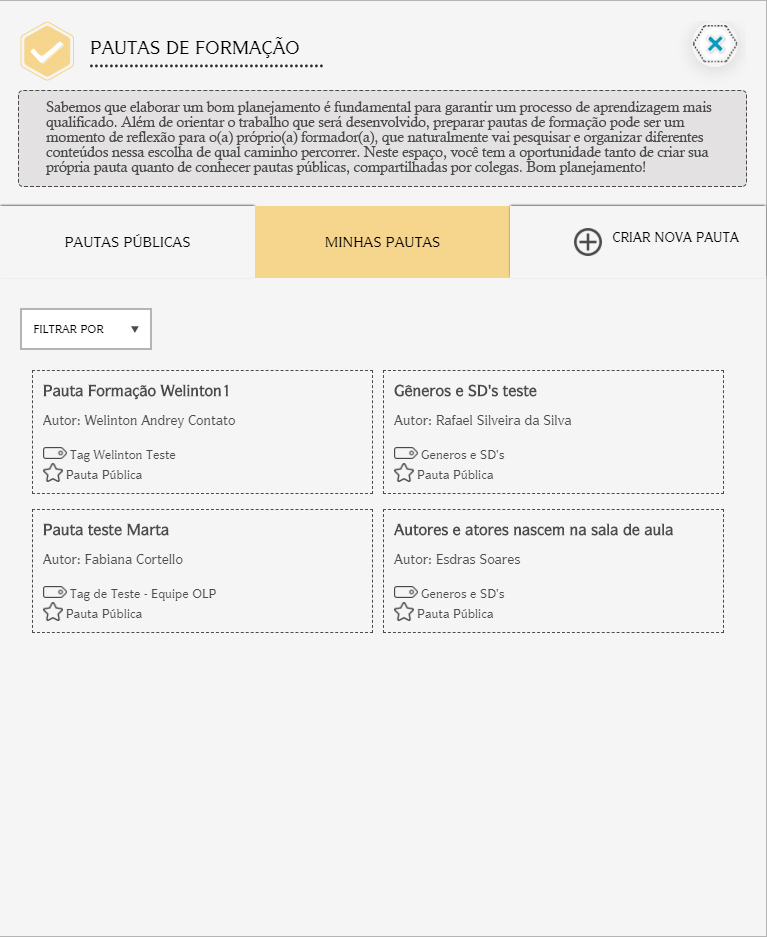 PAUTAS DE FORMAÇÃO
Sabemos que elaborar um bom planejamento é fundamental para garantir um processo de aprendizagem mais
qualificado. Além de orientar o trabalho que será desenvolvido, preparar pautas de formação pode ser um
momento de reflexão para o(a) próprio(a) formador(a), que naturalmente vai pesquisar e organizar diferentes
conteúdos nessa escolha de qual caminho percorrer. Neste espaço, você tem a oportunidade tanto de criar sua
própria pauta quanto de conhecer pautas públicas, compartilhadas por colegas. Bom planejamento!
PAUTAS PÚBLICAS
MINHAS PAUTAS
CRIAR NOVA PAUTA
FILTRAR POR
Pauta Formação Welinton1
Autor: Welinton Andrey Contato
Tag Welinton Teste
Pauta Pública
Gêneros e SD's teste
Autor: Rafael Silveira da Silva
Generos e SD's
Pauta Pública
Pauta teste Marta
Autor: Fabiana Cortello
Tag de Teste - Equipe OLP
Pauta Pública
Autores e atores nascem na sala de aula
Autor: Esdras Soares
Generos e SD's
Pauta Pública